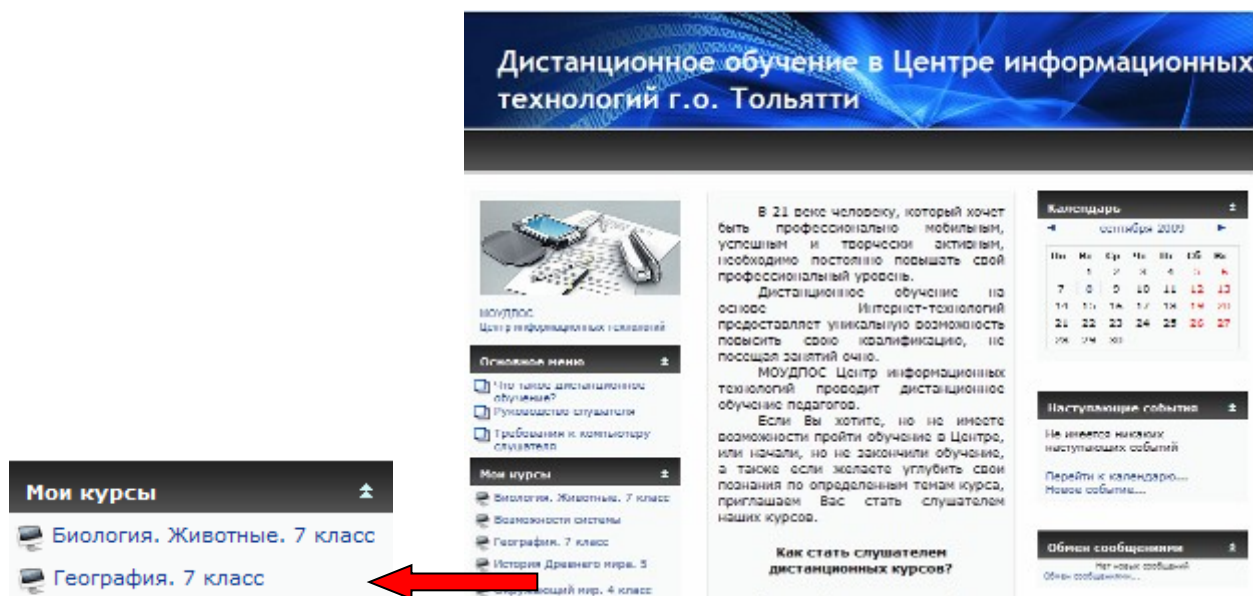 Дистанционное обучение в Центре информационных
технологий г.о. Тольятти
МОУДПОС
Центр информационных технологий
Основное меню
Что такое дистанционное
обучение?
Руководство слушателя
Требования к компьютеру
слушателя
Мои курсы
Биология. Животные. 7 класс
Возможности системы
География. 7 класс
История Древнего мира. 5
Окружающий мир. 4 класс
В 21 веке человеку, который хочет
быть профессионально мобильным,
успешным и творчески активным,
необходимо постоянно повышать свой
профессиональный уровень.
Дистанционное обучение на
основе Интернет-технологий
предоставляет уникальную возможность
повысить свою квалификацию, не
посещая занятий очно.
МОУДПОС Центр информационных
технологий проводит дистанционное
обучение педагогов.
Если Вы хотите, но не имеете
возможности пройти обучение в Центре,
или начали, но не закончили обучение,
а также если желаете углубить свои
познания по определенным темам курса,
приглашаем Вас стать слушателем
наших курсов.
Как стать слушателем
дистанционных курсов?
Календарь
сентября 2009
Пн Вт Ср Чт Пт Сб Вс
1 2 3 4 5 6
7 8 9 10 11 12 13
14 15 16 17 18 19 20
21 22 23 24 25 26 27
28 29 30
Наступающие события
Не имеется никаких
наступающих событий
Перейти к календарю...
Новое событие...
Обмен сообщениями
Нет новых сообщений
Обмен сообщениями...
Мои курсы
Биология. Животные. 7 класс
География. 7 класс